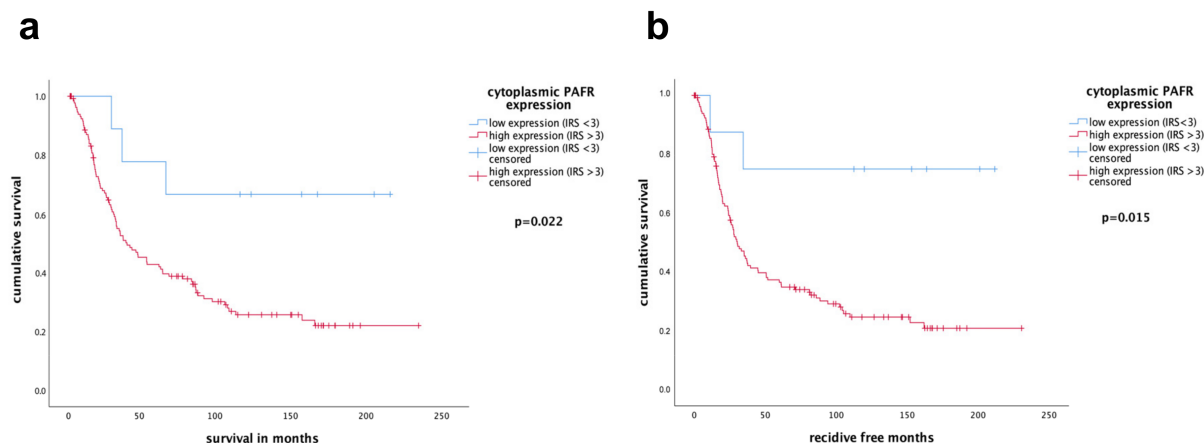 a
b
cytoplasmic PAFR
expression
low expression (IRS <3)
high expression (IRS >3)
low expression (IRS <3)
censored
high expression (IRS >3)
censored
p=0.022
cumulative survival
1.0
0.8
0.6
0.4
0.2
0.0
0
50
100
150
200
250
survival in months
cytoplasmic PAFR
expression
low expression (IRS<3)
high expression (IRS >3)
low expression (IRS <3)
censored
high expression (IRS >3)
censored
p=0.015
cumulative survival
1.0
0.8
0.6
0.4
0.2
0.0
0
50
100
150
200
250
recidive free months